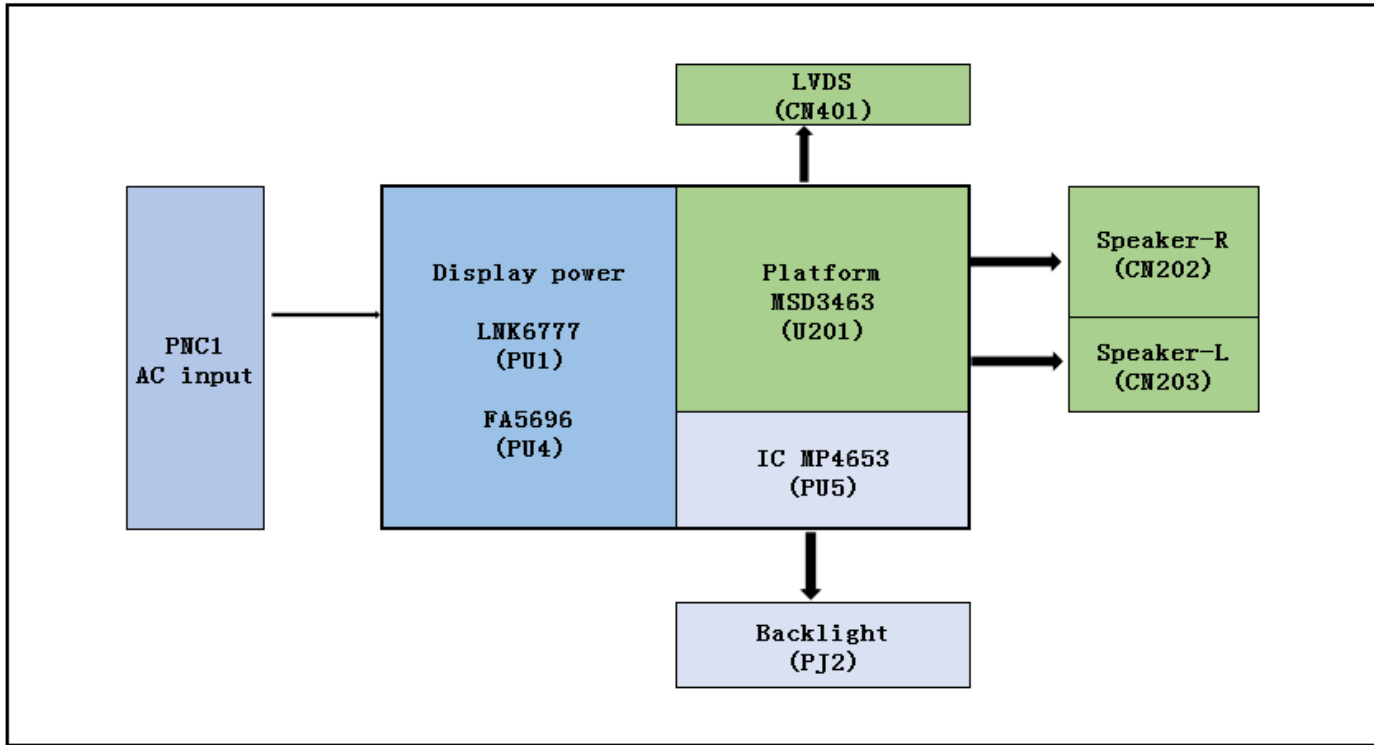 LVDS
(CN401)
PNC1
AC input
Display power
LNK6777
(PU1)
FA5696
(PU4)
Platform
MSD3463
(U201)
IC MP4653
(PU5)
Speaker-R
(CN202)
Speaker-L
(CN203)
Backlight
(PJ2)